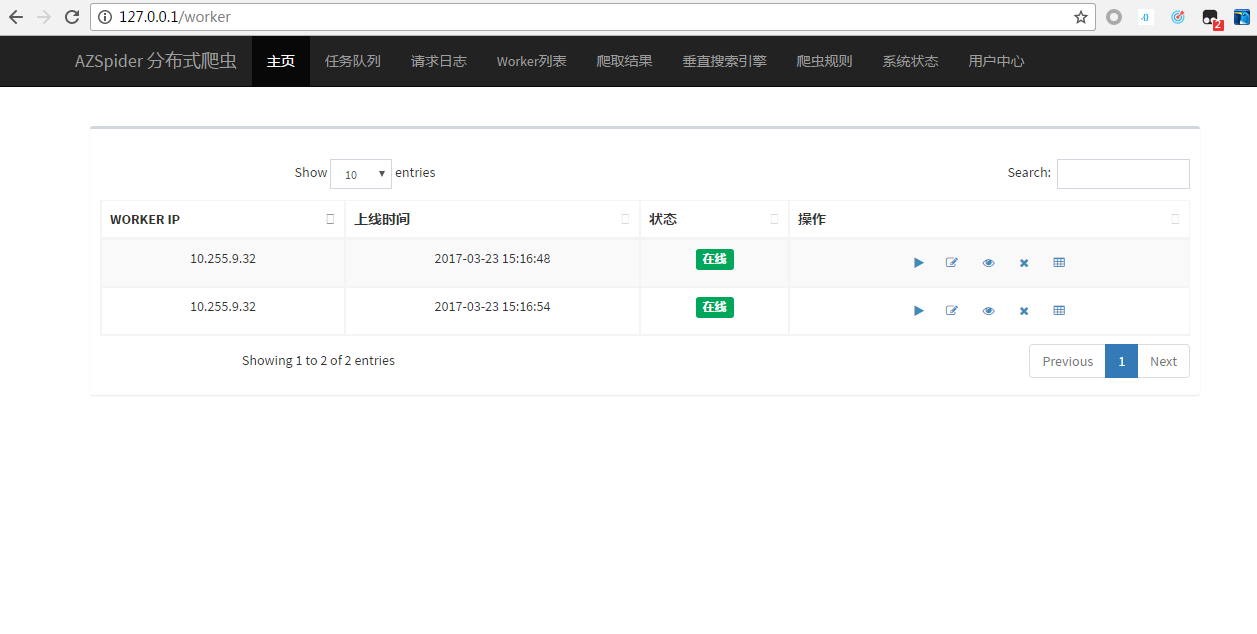 127.0.0.1/worker
2
AZSpider 分布式爬虫 主页 任务队列 请求日志 Worker列表 爬取结果 垂直搜索引擎 爬虫规则 系统状态 用户中心
Show 10 entries Search:
WORKER IP 上线时间 状态 操作
10.255.9.32 2017-03-23 15:16:48 在线
10.255.9.32 2017-03-23 15:16:54 在线
Showing 1 to 2 of 2 entries Previous 1 Next